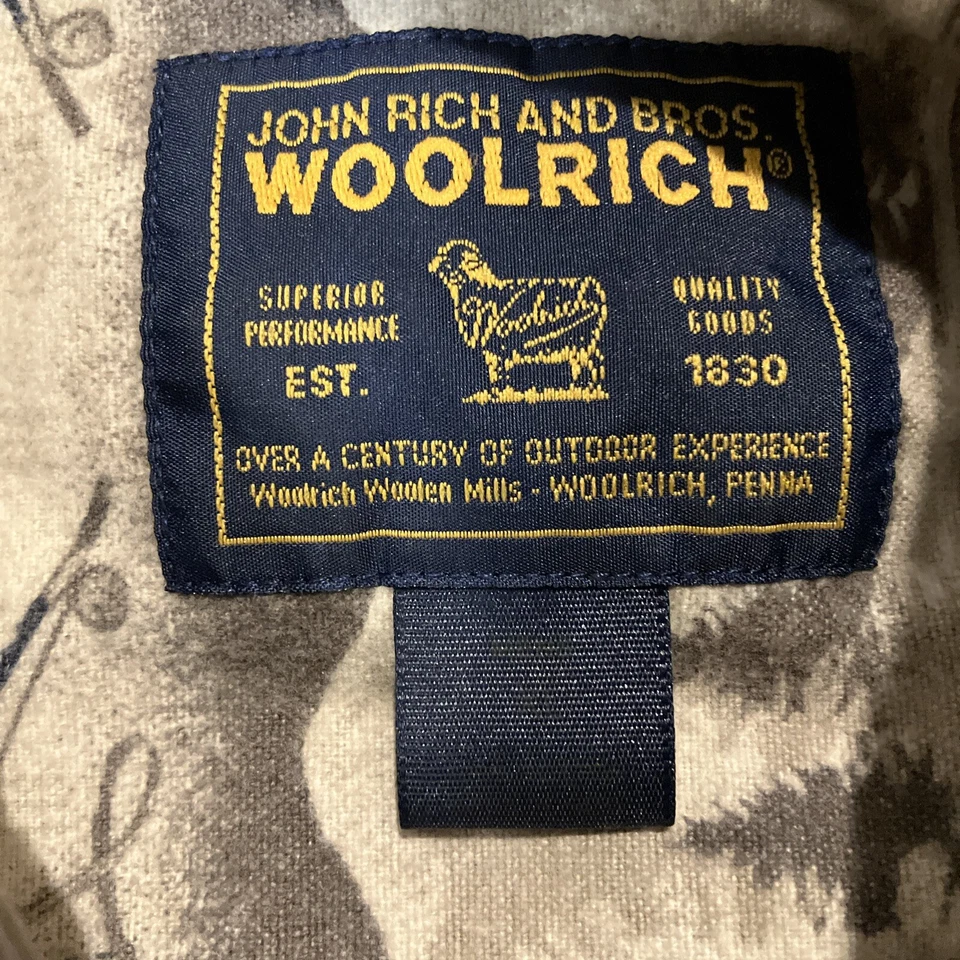 JOHN RICH AND BROS.
WOOLRICH®
SUPERIOR
PERFORMANCE
EST.
Woolrich
QUALITY
GOODS
1830
OVER A CENTURY OF OUTDOOR EXPERIENCE
Woolrich Woolen Mills - WOOLRICH, PENNA